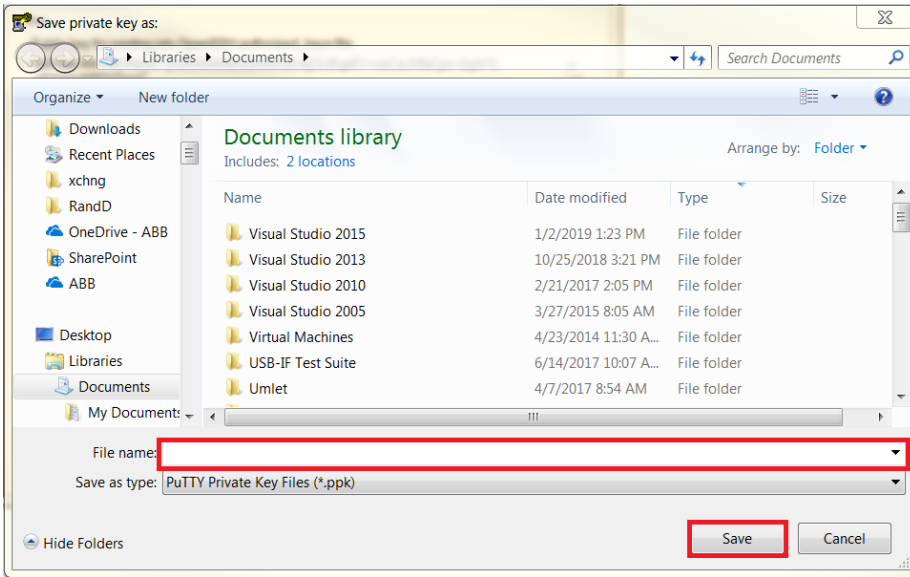 Save private key as:
Libraries Documents Search Documents
Organize New folder
Downloads
Recent Places
xchng
RandD
OneDrive - ABB
SharePoint
ABB
Desktop
Libraries
Documents
My Documents
Documents library
Includes: 2 locations
Arrange by: Folder
Name Date modified Type Size
Visual Studio 2015 1/2/2019 1:23 PM File folder
Visual Studio 2013 10/25/2018 3:21 PM File folder
Visual Studio 2010 2/21/2017 2:05 PM File folder
Visual Studio 2005 3/27/2015 8:05 AM File folder
Virtual Machines 4/23/2014 11:30 A... File folder
USB-IF Test Suite 6/14/2017 10:07 A... File folder
Umlet 4/7/2017 8:54 AM File folder
File name:
Save as type: PuTTY Private Key Files (*.ppk)
Hide Folders Save Cancel